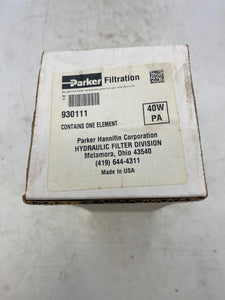 Parker Filtration
930111
CONTAINS ONE ELEMENT
40W
PA
Parker Hannifin Corporation
HYDRAULIC FILTER DIVISION
Metamora, Ohio 43540
(419) 644-4311
Made In USA